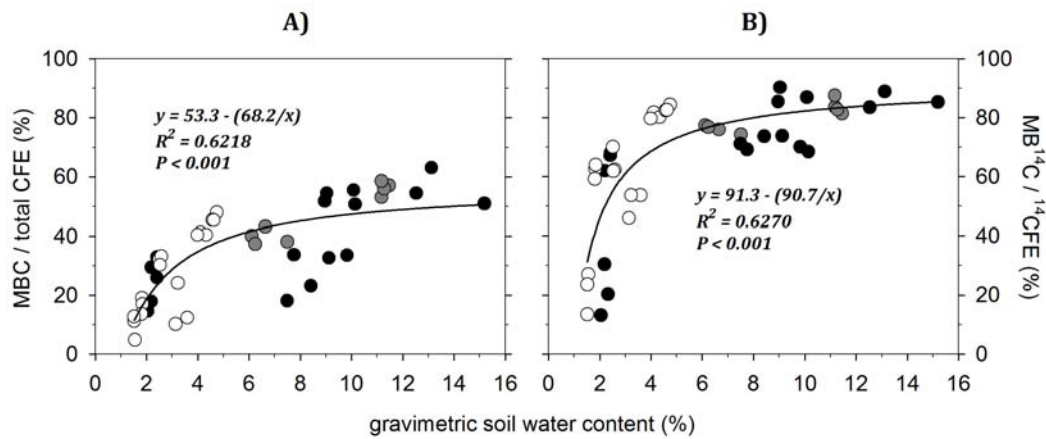 A)
B)
100
80
60
40
20
0
MBC / total CFE (%)
y = 53.3 - (68.2/x)
R² = 0.6218
P < 0.001
0 2 4 6 8 10 12 14 16
y = 91.3 - (90.7/x)
R² = 0.6270
P < 0.001
0 2 4 6 8 10 12 14 16
100
80
60
40
20
0
MB¹⁴C / ¹⁴CFE (%)
gravimetric soil water content (%)